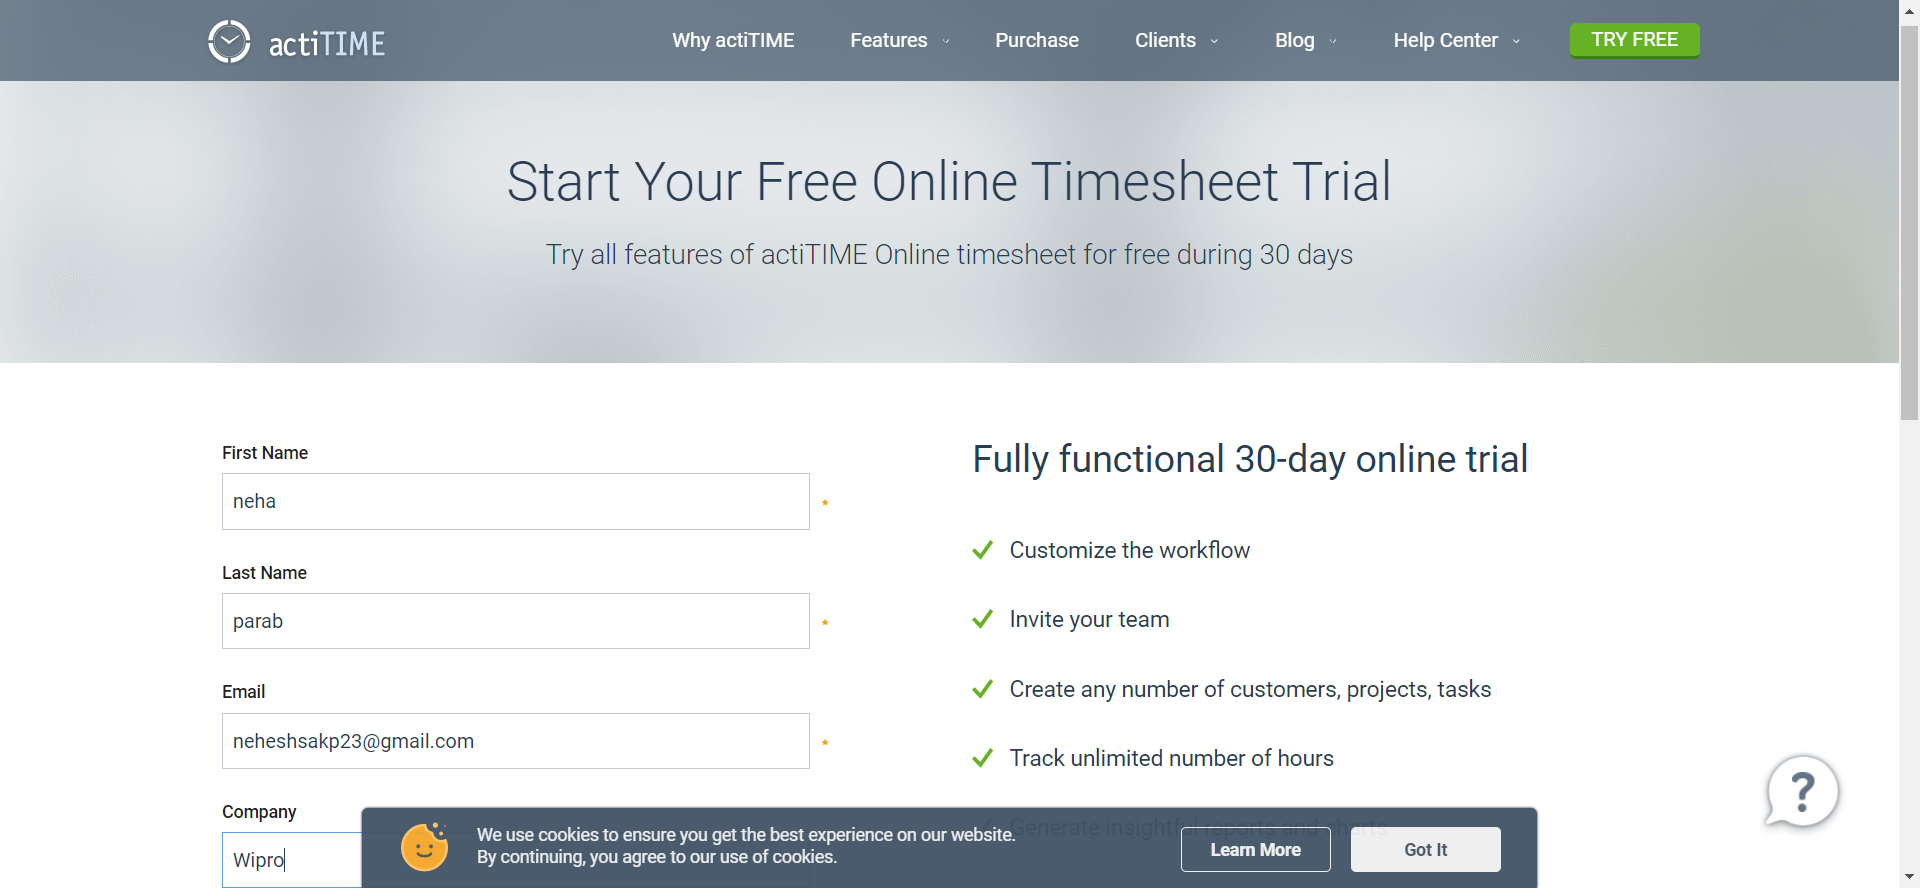 actiTIME
Why actiTIME
Features
Purchase
Clients
Blog
Help Center
TRY FREE
Start Your Free Online Timesheet Trial
Try all features of actiTIME Online timesheet for free during 30 days
First Name
neha
*
Last Name
parab
*
Email
neheshsakp23@gmail.com
*
Company
Wipro
Fully functional 30-day online trial
Customize the workflow
Invite your team
Create any number of customers, projects, tasks
Track unlimited number of hours
Generate insightful reports and charts
We use cookies to ensure you get the best experience on our website.
By continuing, you agree to our use of cookies.
Learn More
Got It
?